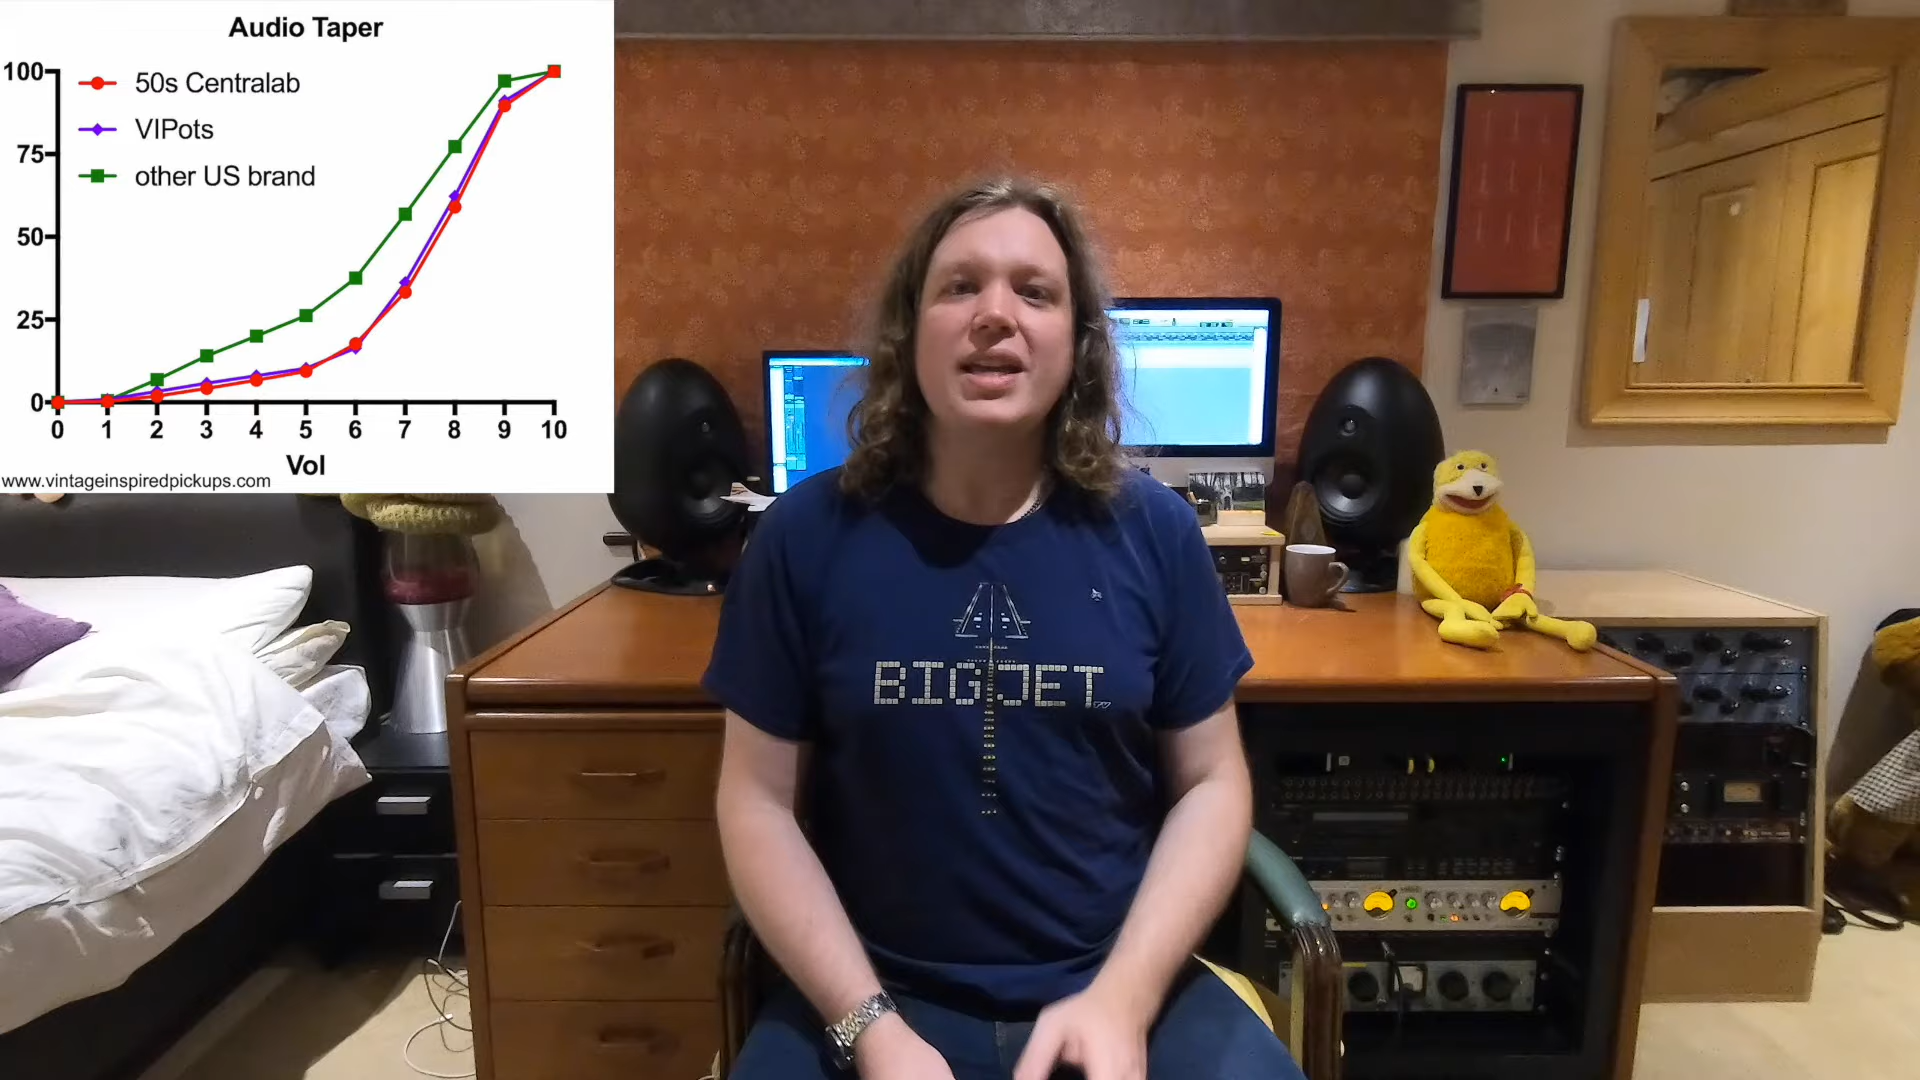 Audio Taper
100
50s Centralab
VIPots
75
other US brand
50
25
0
0 1 2 3 4 5 6 7 8 9 10
Vol
www.vintageinspiredpickups.com
BIGJET
TV